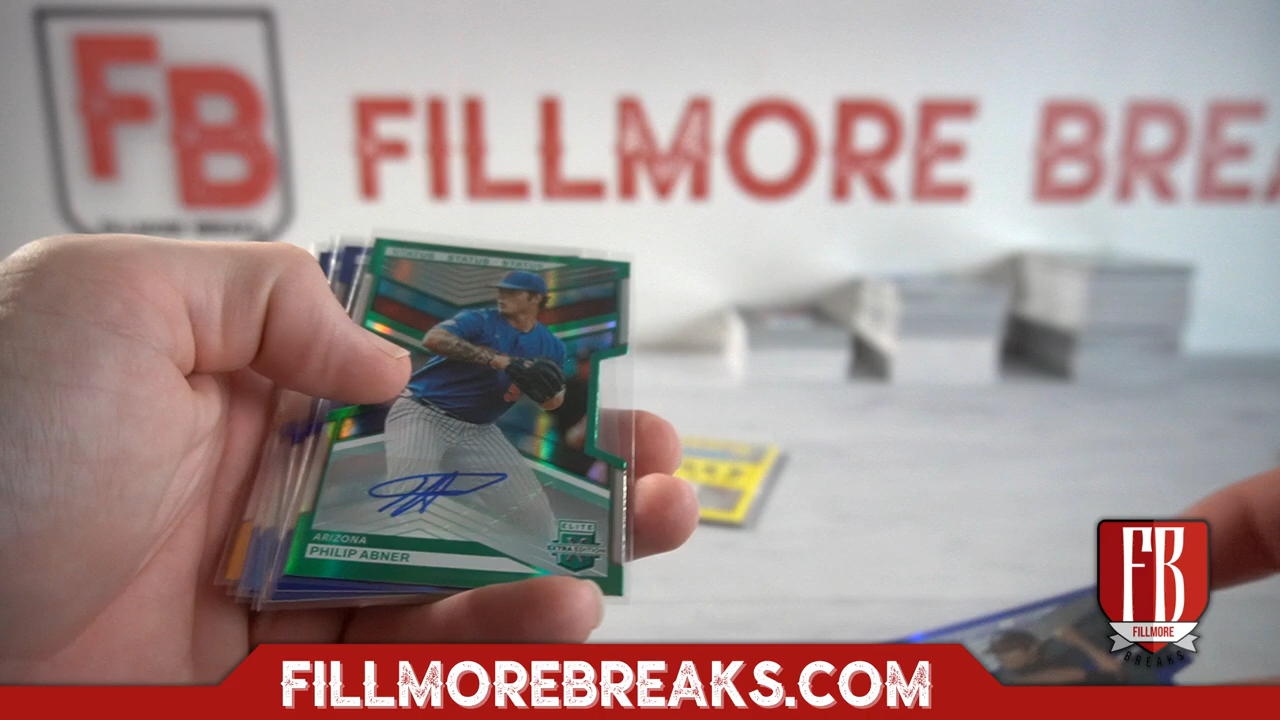 FB
FILLMORE BREA
STATUS · STATUS · STATUS
ARIZONA
PHILIP ABNER
ELITE
EXTRA EDITION
FB
FILLMORE
BREAKS
FILLMOREBREAKS.COM